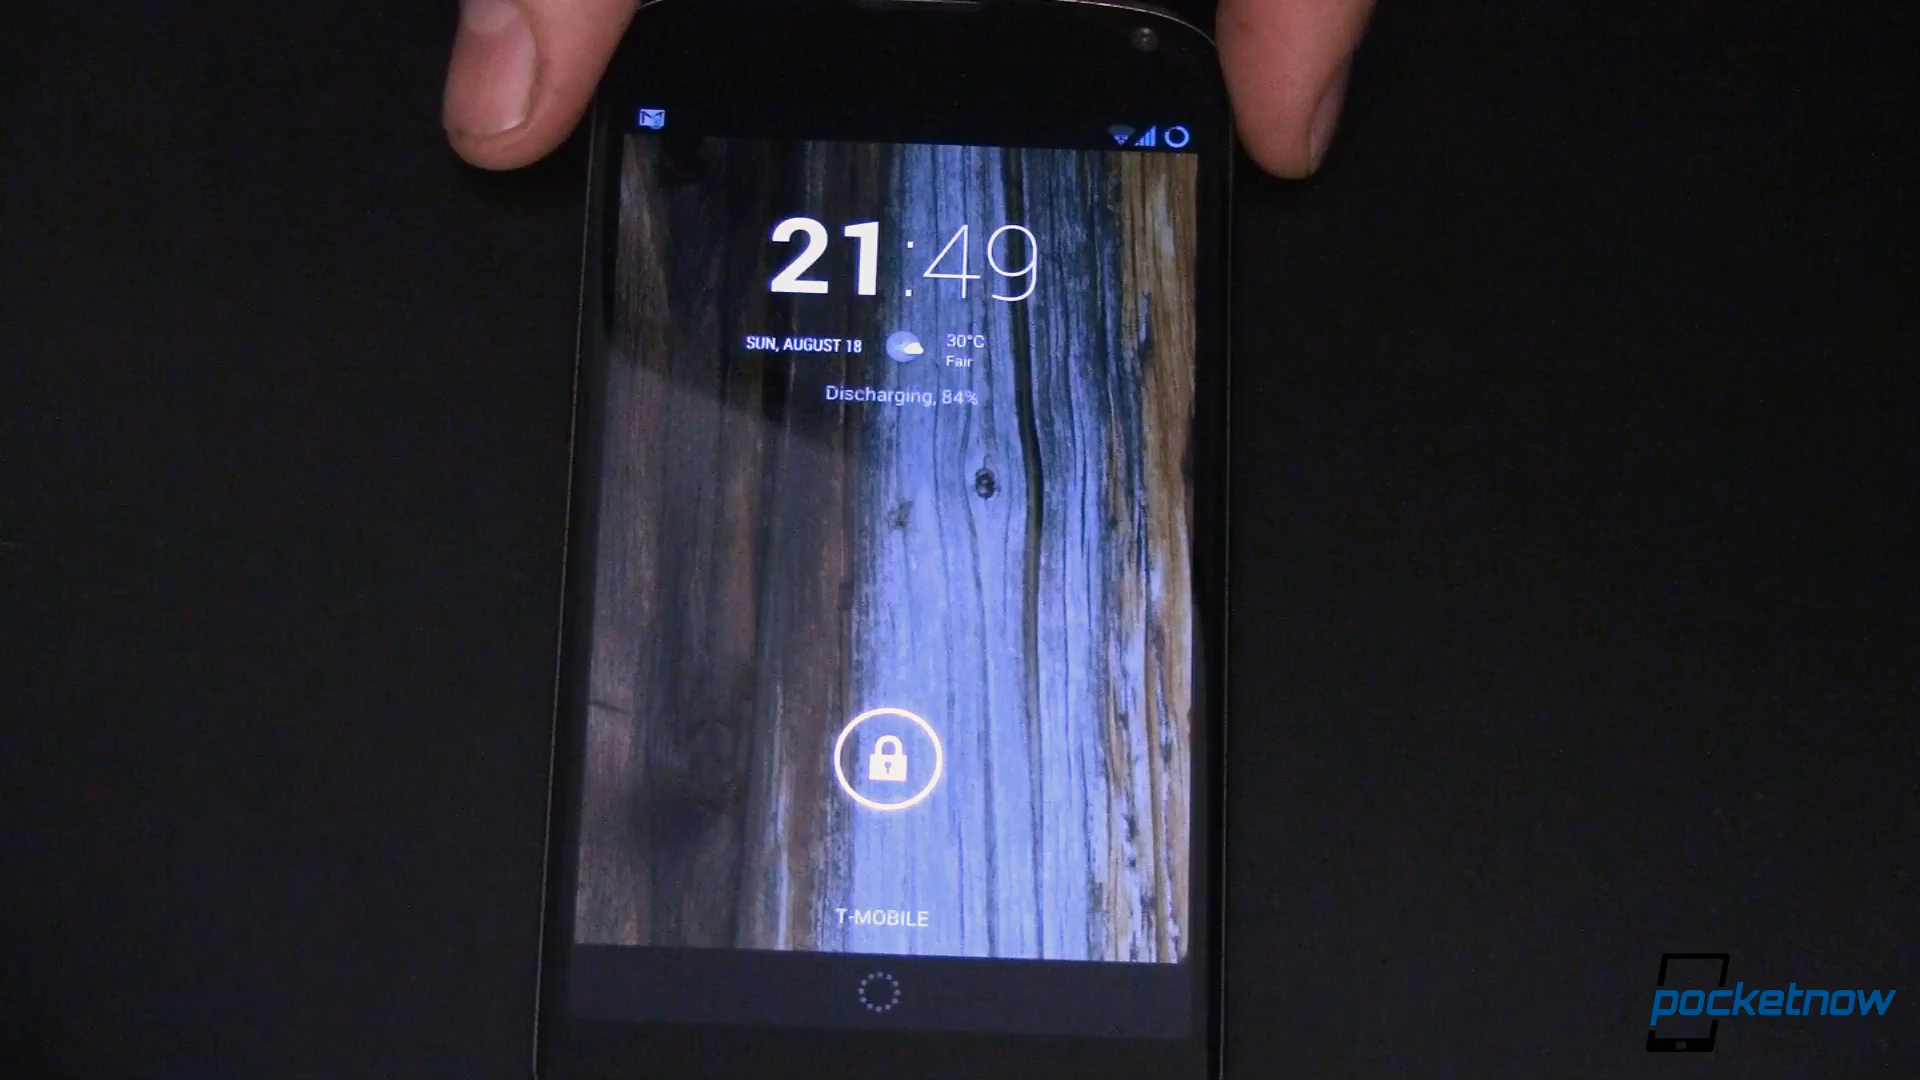 21:49
SUN, AUGUST 18
30°C
Fair
Discharging, 84%
T-MOBILE
pocketnow